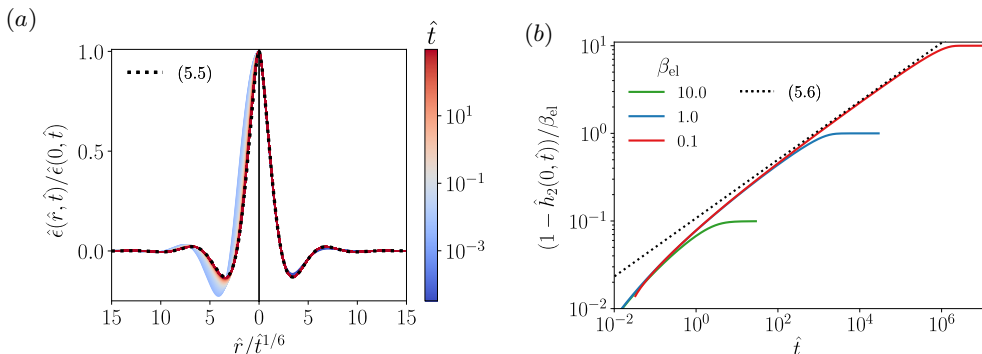 (a)
t̂
(5.5)
1.0
0.5
0.0
ϵ̂(r̂, t̂)/ϵ̂(0, t̂)
15 10 5 0 5 10 15
r̂/t̂^{1/6}
10^1
10^{-1}
10^{-3}
(b)
β_el
10.0
1.0
0.1
(5.6)
10^1
10^0
10^{-1}
10^{-2}
(1 − ĥ_2(0, t̂))/β_el
10^{-2} 10^0 10^2 10^4 10^6
t̂